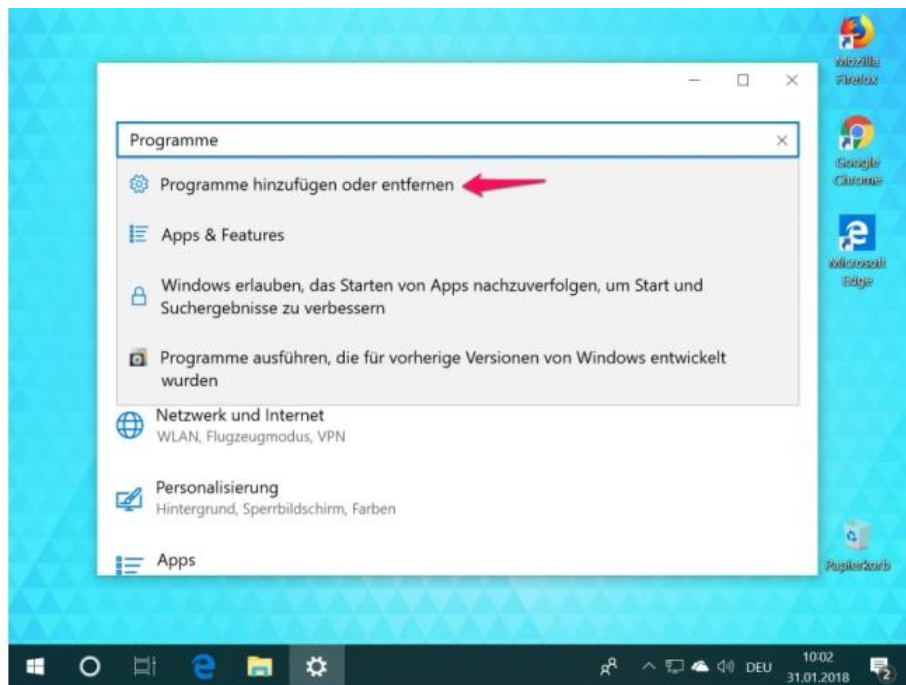 Mozilla
Firefox
Programme
Google
Chrome
Programme hinzufügen oder entfernen
Apps & Features
Microsoft
Edge
Windows erlauben, das Starten von Apps nachzuverfolgen, um Start und
Suchergebnisse zu verbessern
Programme ausführen, die für vorherige Versionen von Windows entwickelt
wurden
Netzwerk und Internet
WLAN, Flugzeugmodus, VPN
Personalisierung
Hintergrund, Sperrbildschirm, Farben
Apps
Papierkorb
DEU
10:02
31.01.2018
2